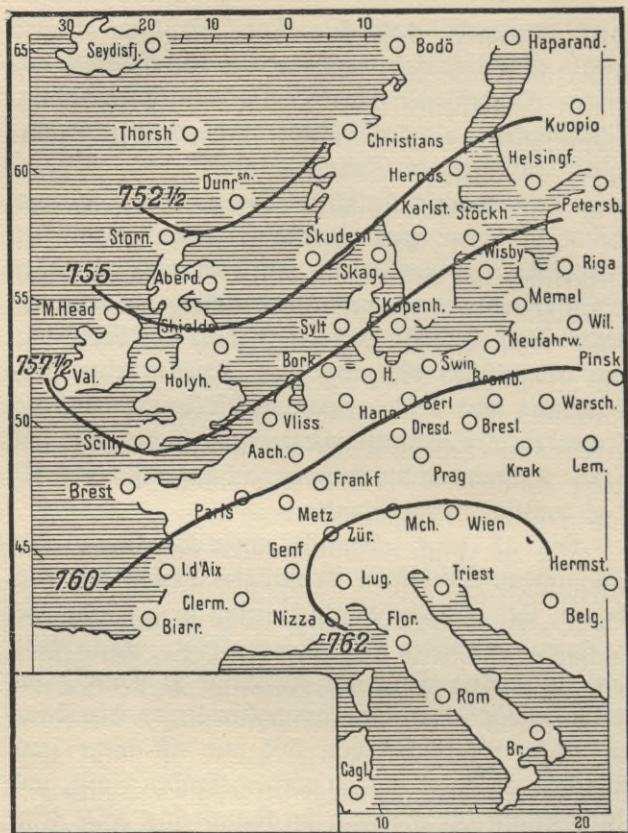 30 20 10 0 10
65
Seydisfj.
Bodö
Haparand.
Thorsh
Christians
Kuopio
60
Dunrsn.
Hernös.
Helsingf.
752½
Karlst.
Stockh
Petersb.
Storn.
Skudesn
Wisby
755
Aberd.
Skag.
Riga
55
M.Head
Kopenh.
Memel
Shields
Sylt
Wil.
757½
Neufahrw.
Val.
Holyh.
Bork
H.
Swin.
Pinsk
Bromb.
50
Vliss.
Hann.
Berl
Warsch.
Scilly
Dresd.
Bresl.
Aach.
Lem.
Brest
Frankf
Prag
Krak
Paris
Metz
45
Zür.
Mch.
Wien
760
I.d'Aix
Genf
Hermst.
Clerm.
Lug.
Triest
Biarr.
Nizza
Flor.
Belg.
762
Rom
Br.
Cagl.
10 20